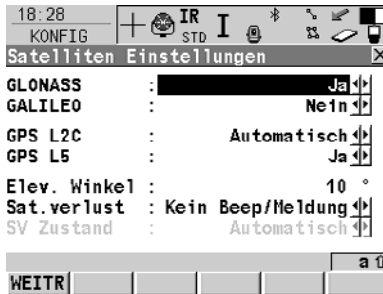 18:28
KONFIG
IR
STD
I
Satelliten Einstellungen
X
GLONASS : Ja
GALILEO : Nein
GPS L2C : Automatisch
GPS L5 : Ja
Elev. Winkel : 10 °
Sat.verlust : Kein Beep/Meldung
SV Zustand : Automatisch
a
WEITR